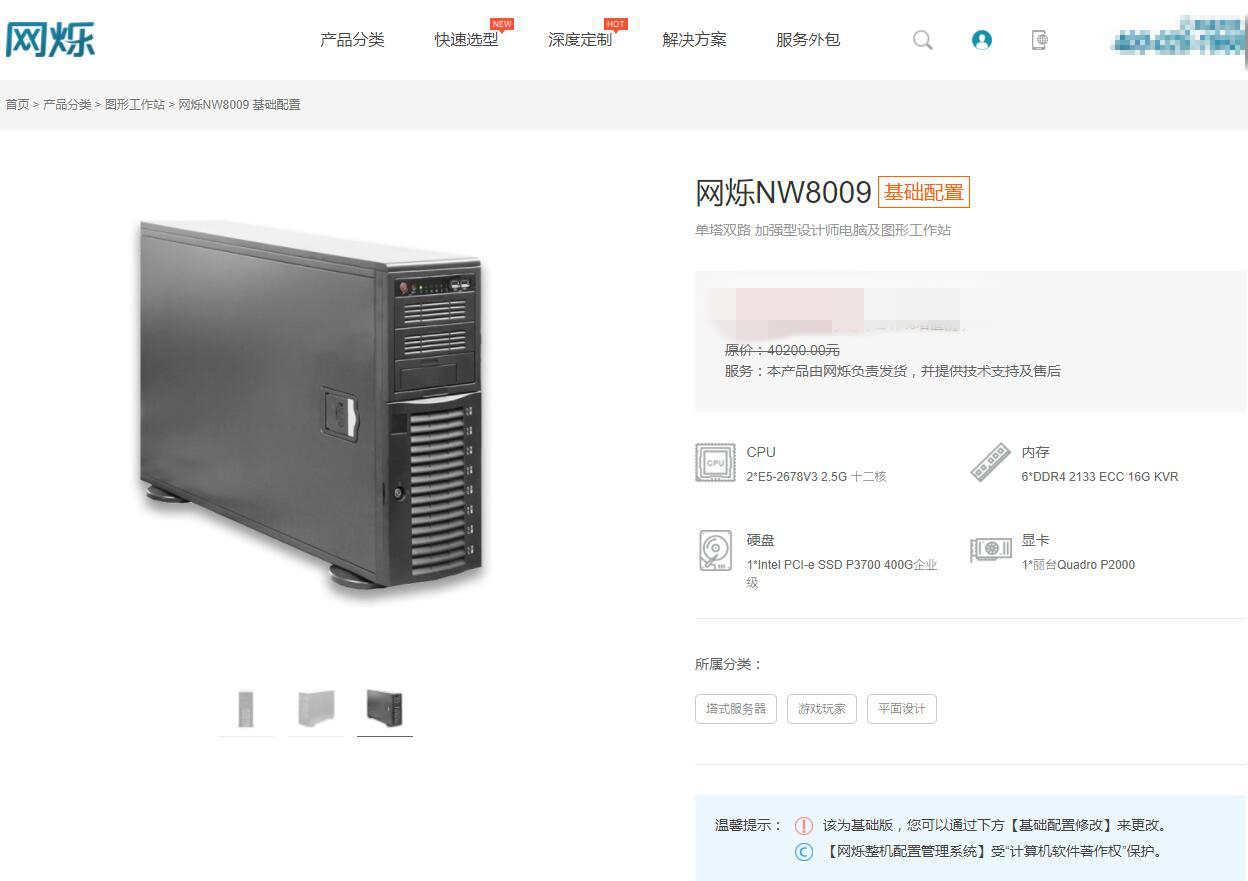 网烁
产品分类 快速选型 NEW 深度定制 HOT 解决方案 服务外包
首页 > 产品分类 > 图形工作站 > 网烁NW8009 基础配置
网烁NW8009 基础配置
单塔双路 加强型设计师电脑及图形工作站
原价：40200.00元
服务：本产品由网烁负责发货，并提供技术支持及售后
CPU
CPU
2*E5-2678V3 2.5G 十二核
内存
6*DDR4 2133 ECC 16G KVR
硬盘
1*Intel PCI-e SSD P3700 400G企业
级
显卡
1*丽台Quadro P2000
所属分类：
塔式服务器 游戏玩家 平面设计
温馨提示： 该为基础版，您可以通过下方【基础配置修改】来更改。
【网烁整机配置管理系统】受“计算机软件著作权”保护。